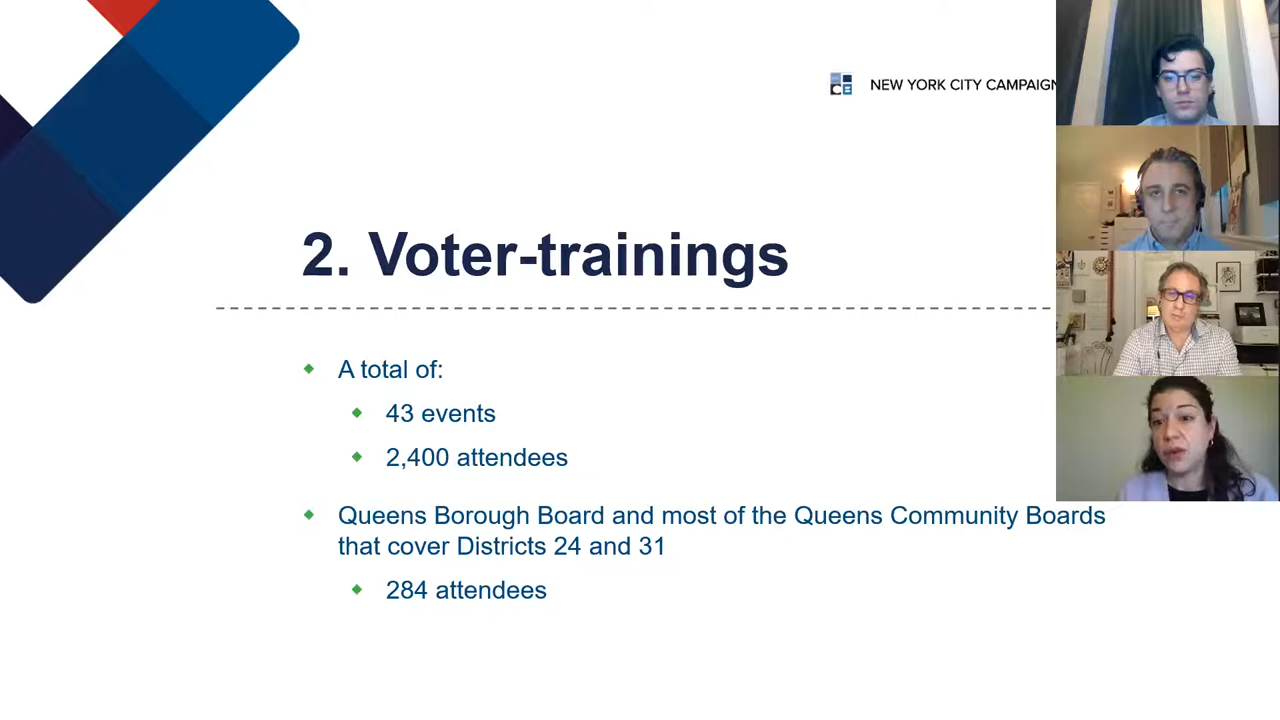 NEW YORK CITY CAMPAIGN
2. Voter-trainings
A total of:
43 events
2,400 attendees
Queens Borough Board and most of the Queens Community Boards
that cover Districts 24 and 31
284 attendees